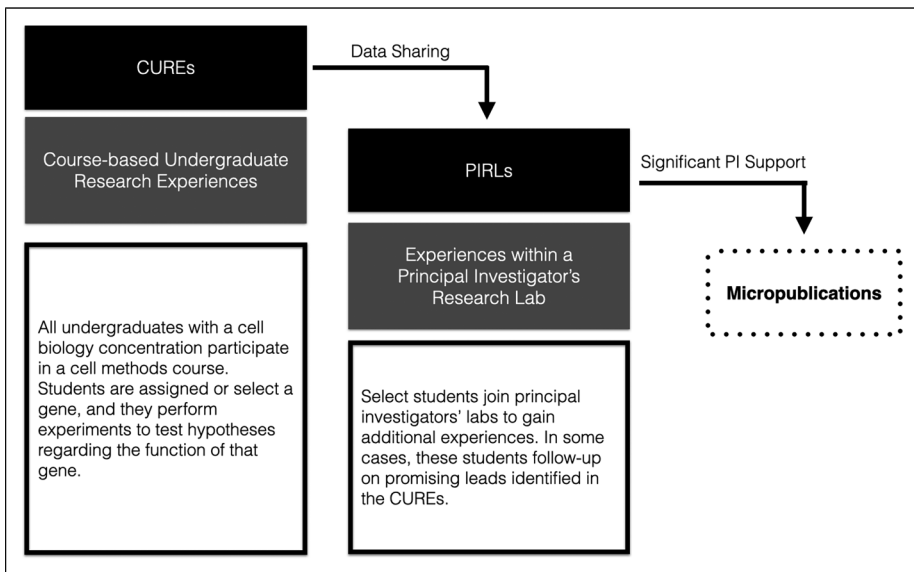 CUREs
Data Sharing
Course-based Undergraduate
Research Experiences
All undergraduates with a cell
biology concentration participate
in a cell methods course.
Students are assigned or select a
gene, and they perform
experiments to test hypotheses
regarding the function of that
gene.
PIRLs
Significant PI Support
Experiences within a
Principal Investigator's
Research Lab
Select students join principal
investigators' labs to gain
additional experiences. In some
cases, these students follow-up
on promising leads identified in
the CUREs.
Micropublications